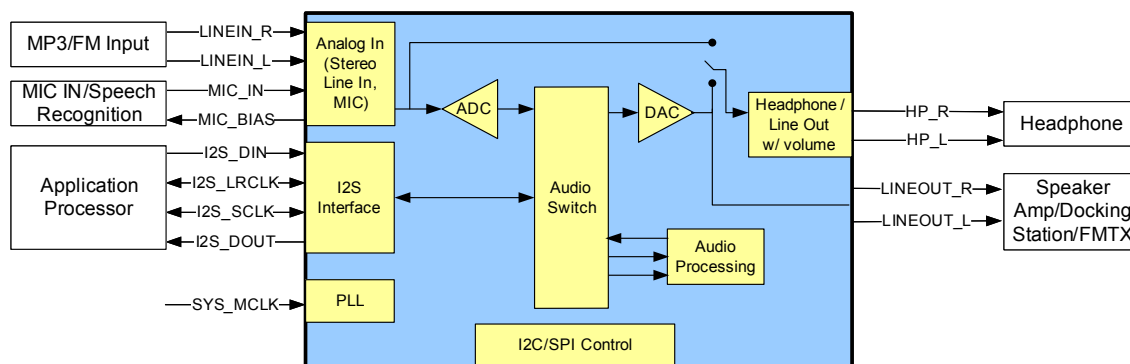 MP3/FM Input
LINEIN_R
LINEIN_L
MIC IN/Speech
Recognition
MIC_IN
MIC_BIAS
Application
Processor
I2S_DIN
I2S_LRCLK
I2S_SCLK
I2S_DOUT
SYS_MCLK
Analog In
(Stereo
Line In,
MIC)
I2S
Interface
PLL
ADC
Audio
Switch
DAC
Audio
Processing
I2C/SPI Control
Headphone /
Line Out
w/ volume
HP_R
HP_L
Headphone
LINEOUT_R
LINEOUT_L
Speaker
Amp/Docking
Station/FMTX